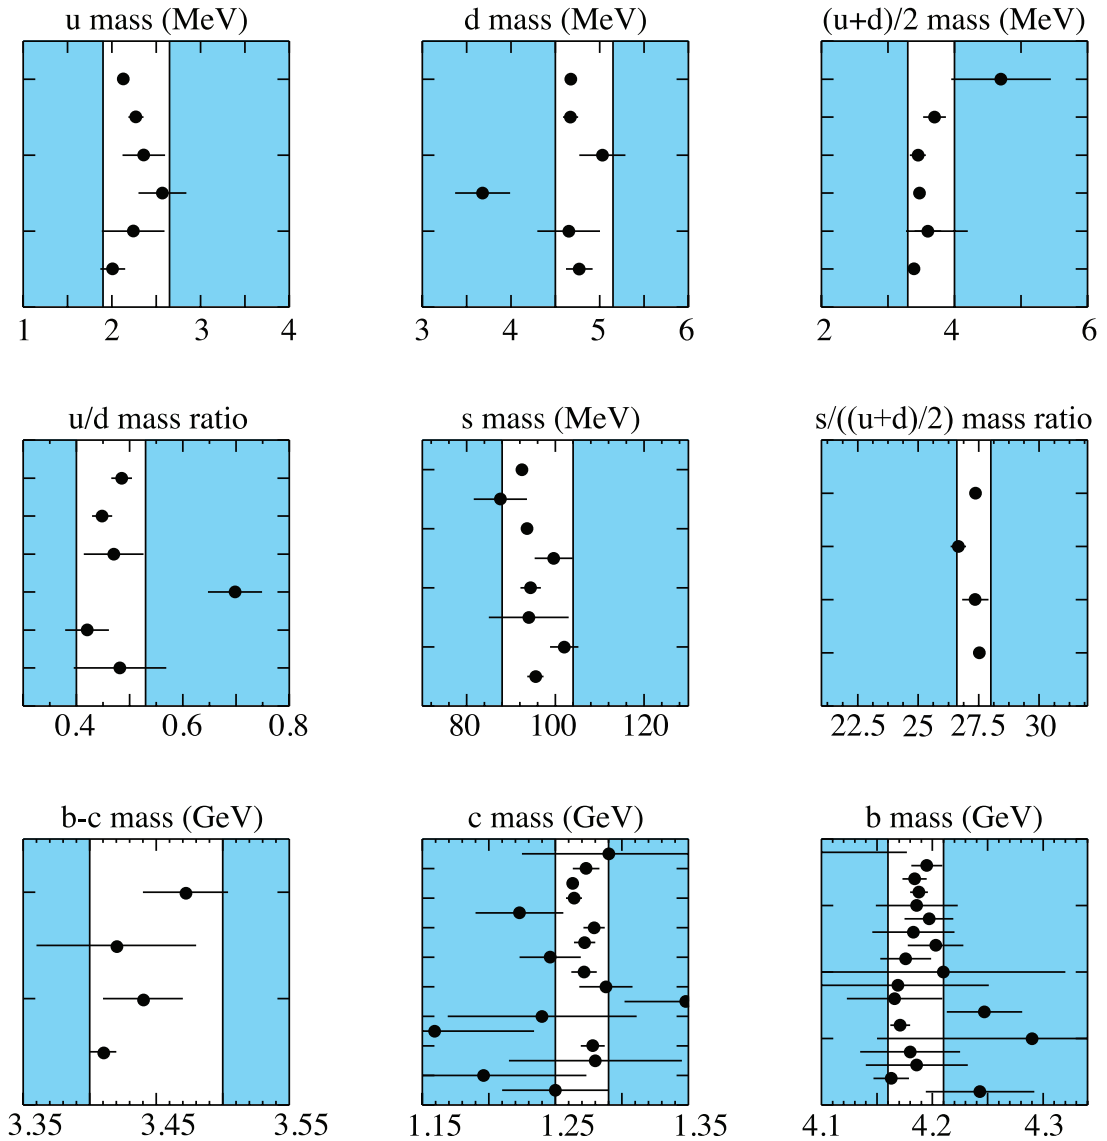 u mass (MeV) d mass (MeV) (u+d)/2 mass (MeV)
1 2 3 4 3 4 5 6 2 4 6
u/d mass ratio s mass (MeV) s/((u+d)/2) mass ratio
0.4 0.6 0.8 80 100 120 22.5 25 27.5 30
b-c mass (GeV) c mass (GeV) b mass (GeV)
3.35 3.45 3.55 1.15 1.25 1.35 4.1 4.2 4.3